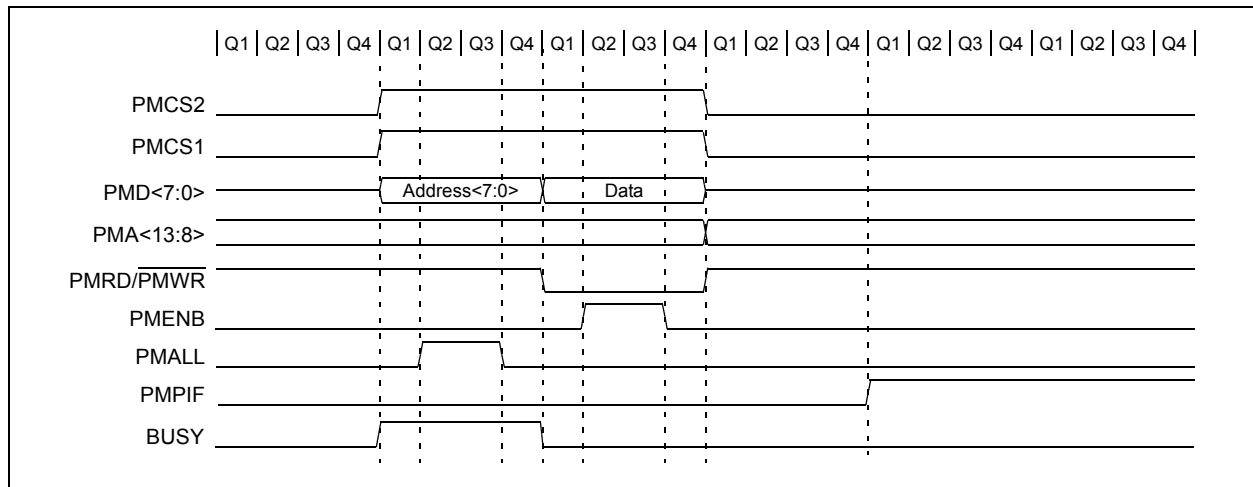 Q1 Q2 Q3 Q4 Q1 Q2 Q3 Q4 Q1 Q2 Q3 Q4 Q1 Q2 Q3 Q4 Q1 Q2 Q3 Q4 Q1 Q2 Q3 Q4
PMCS2
PMCS1
PMD<7:0> Address<7:0> Data
PMA<13:8>
PMRD/PMWR
PMENB
PMALL
PMPIF
BUSY